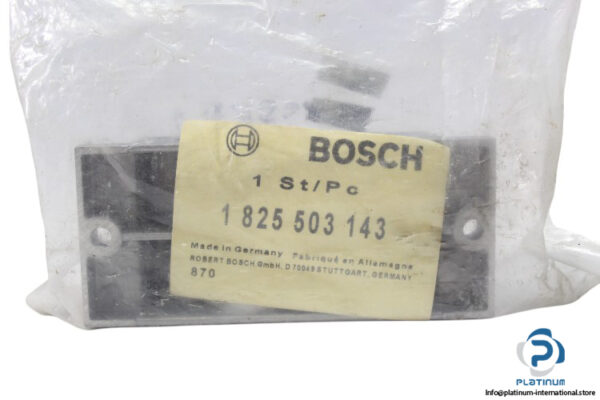 BOSCH
1 St/Pc
1 825 503 143
Made in Germany Fabriqué en Allemagne
ROBERT BOSCH GmbH, D 70049 STUTTGART, GERMANY
870
PLATINUM
Info@platinum-international.store